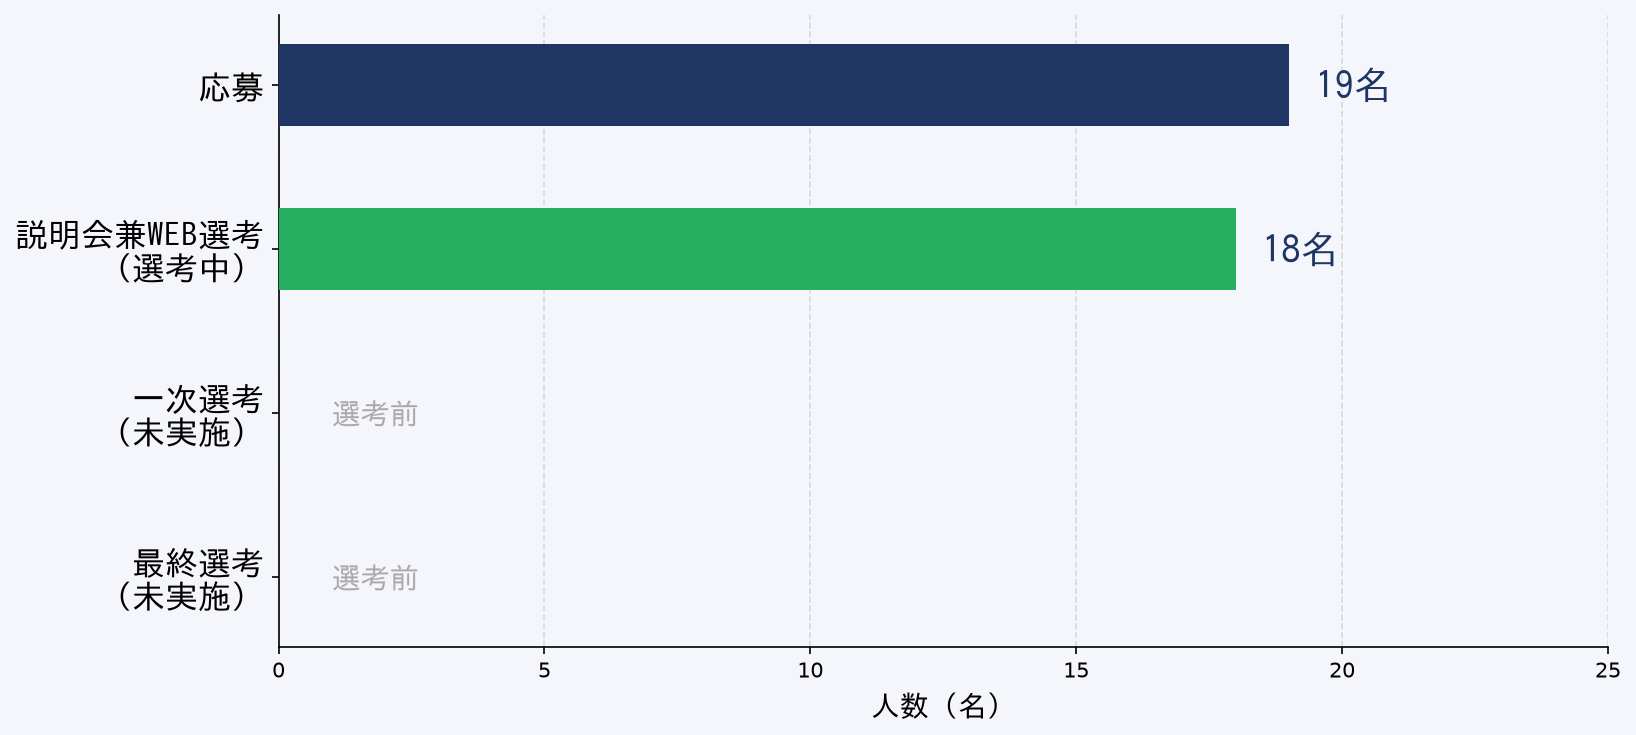 応募
19名
説明会兼WEB選考
（選考中）
18名
一次選考
（未実施）
選考前
最終選考
（未実施）
選考前
0 5 10 15 20 25
人数（名）